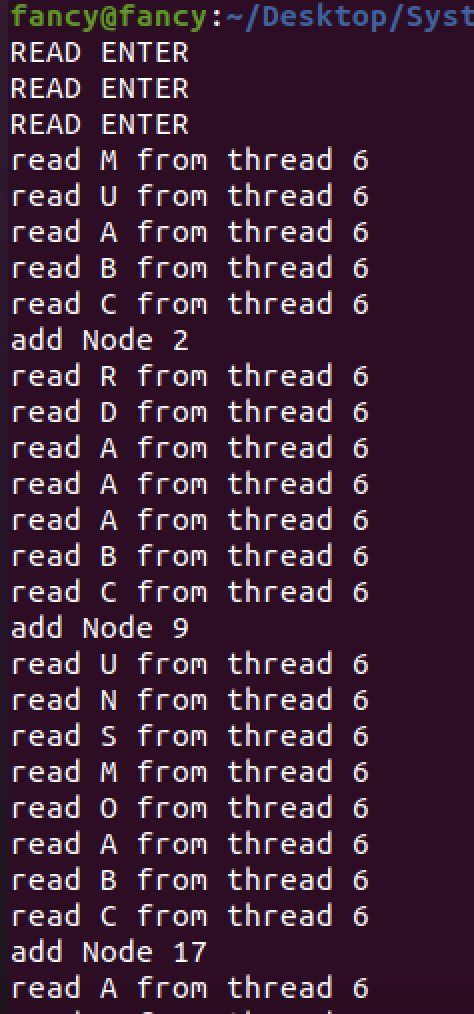 fancy@fancy:~/Desktop/Syst
READ ENTER
READ ENTER
READ ENTER
read M from thread 6
read U from thread 6
read A from thread 6
read B from thread 6
read C from thread 6
add Node 2
read R from thread 6
read D from thread 6
read A from thread 6
read A from thread 6
read A from thread 6
read B from thread 6
read C from thread 6
add Node 9
read U from thread 6
read N from thread 6
read S from thread 6
read M from thread 6
read O from thread 6
read A from thread 6
read B from thread 6
read C from thread 6
add Node 17
read A from thread 6